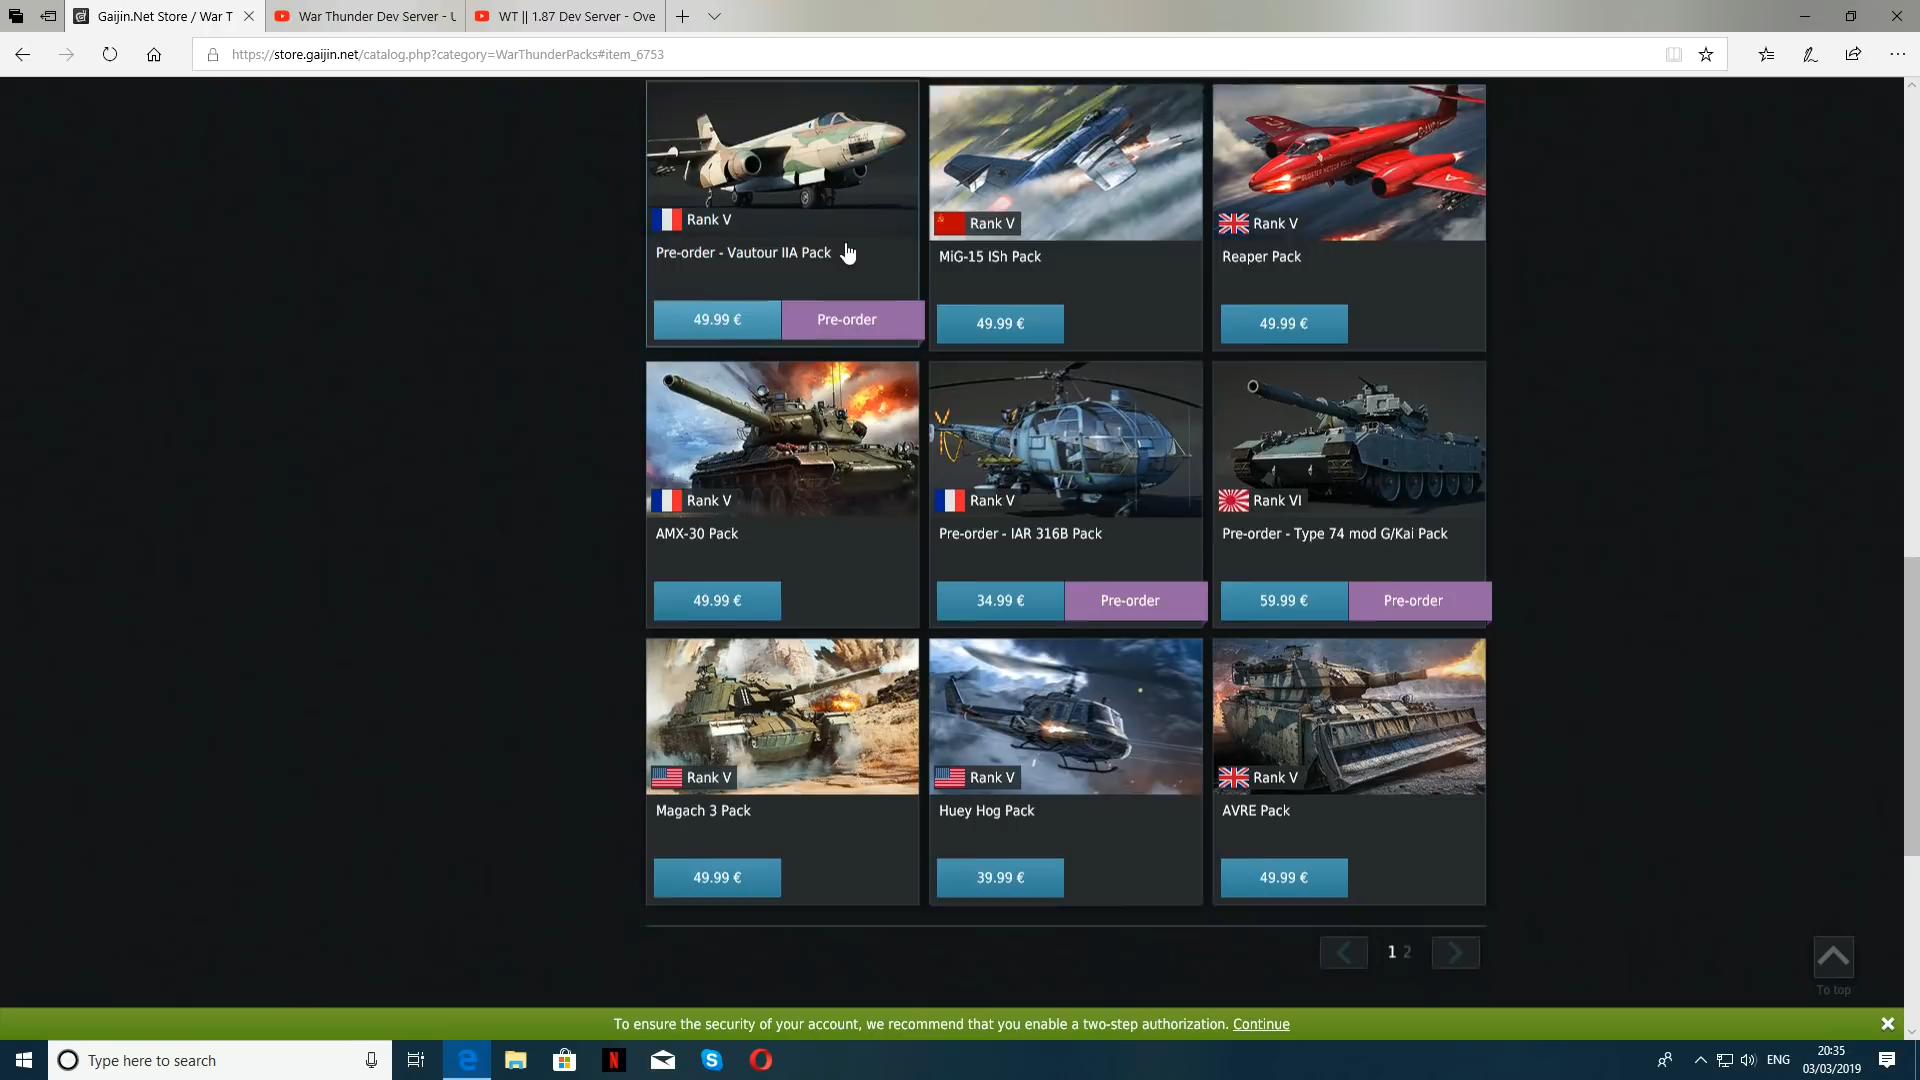 Gaijin.Net Store / War T
War Thunder Dev Server - U
WT || 1.87 Dev Server - Ove
https://store.gaijin.net/catalog.php?category=WarThunderPacks#item_6753
Rank V
Pre-order - Vautour IIA Pack
49.99 €
Pre-order
Rank V
MiG-15 ISh Pack
49.99 €
Rank V
Reaper Pack
49.99 €
Rank V
AMX-30 Pack
49.99 €
Rank V
Pre-order - IAR 316B Pack
34.99 €
Pre-order
Rank VI
Pre-order - Type 74 mod G/Kai Pack
59.99 €
Pre-order
Rank V
Magach 3 Pack
49.99 €
Rank V
Huey Hog Pack
39.99 €
Rank V
AVRE Pack
49.99 €
1 2
To top
To ensure the security of your account, we recommend that you enable a two-step authorization. Continue
Type here to search
N
S
ENG
20:35
03/03/2019